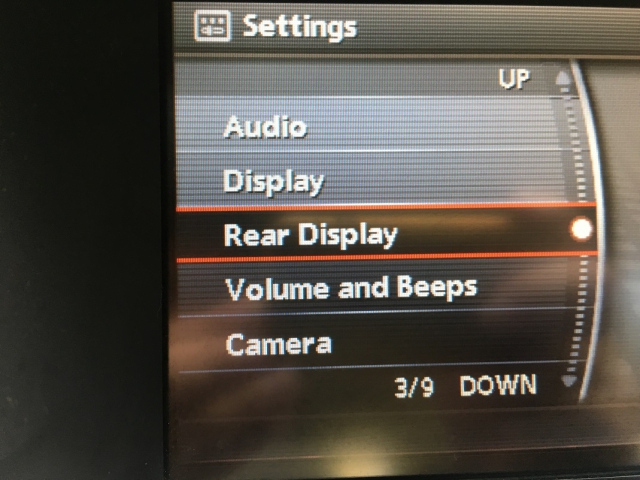 Settings
UP
Audio
Display
Rear Display
Volume and Beeps
Camera
3/9 DOWN